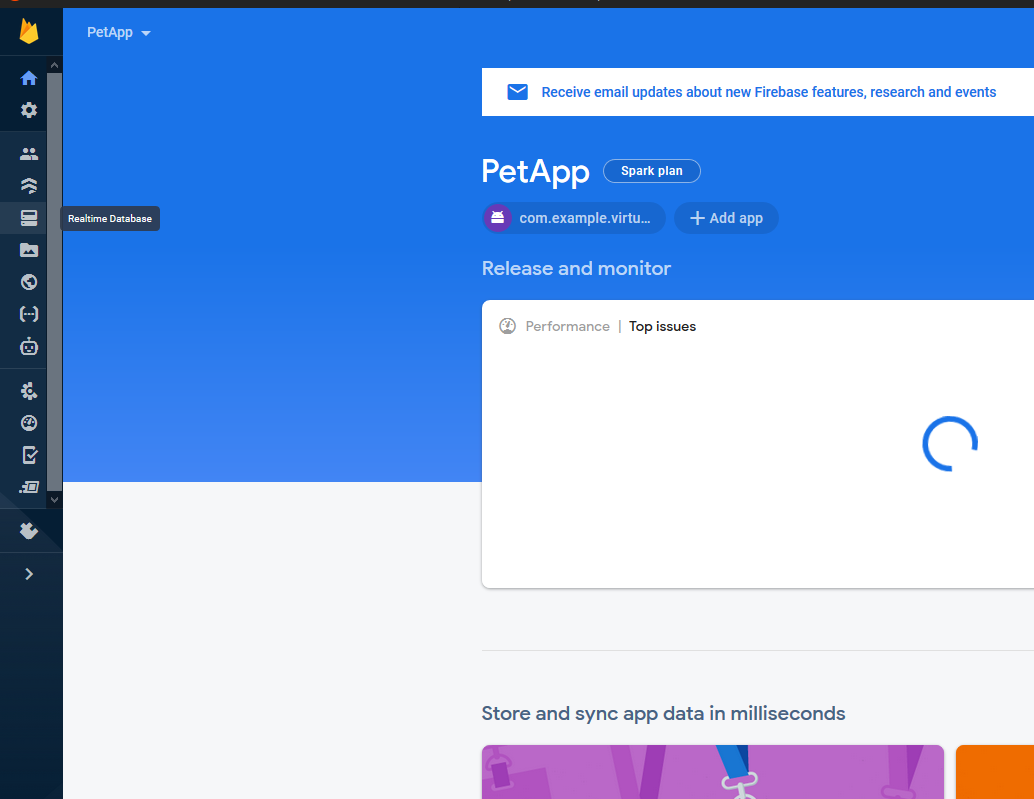 PetApp
Receive email updates about new Firebase features, research and events
PetApp
Spark plan
Realtime Database
com.example.virtu...
+ Add app
Release and monitor
Performance | Top issues
Store and sync app data in milliseconds